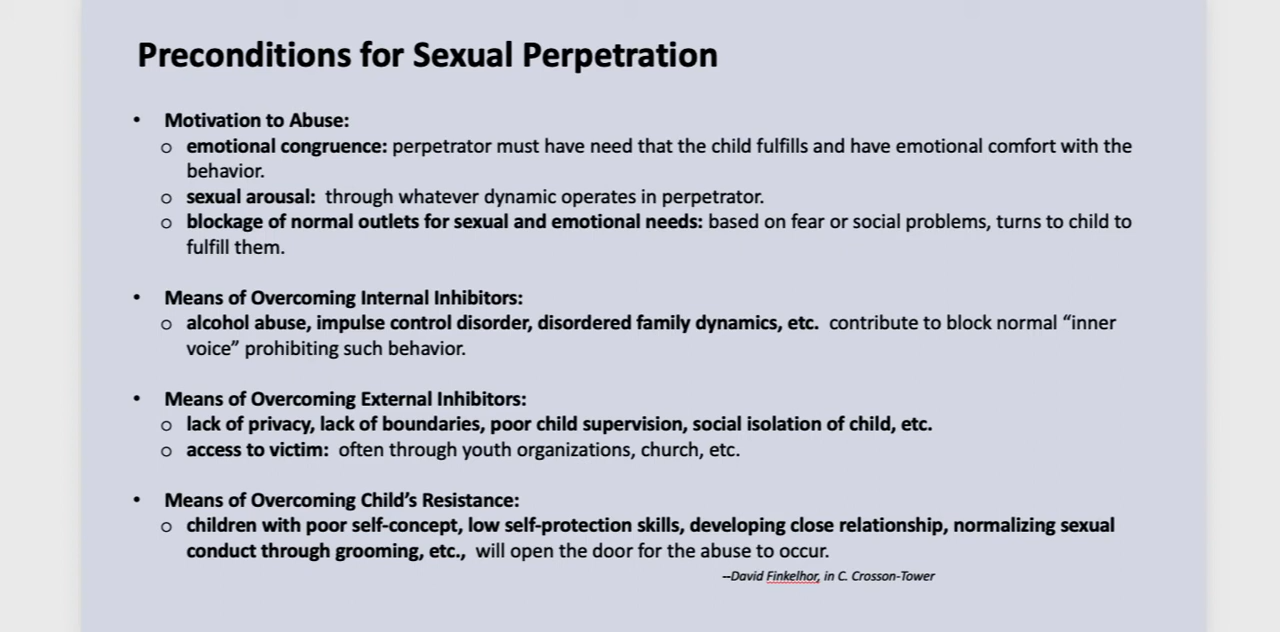 Preconditions for Sexual Perpetration
• Motivation to Abuse:
o emotional congruence: perpetrator must have need that the child fulfills and have emotional comfort with the
behavior.
o sexual arousal: through whatever dynamic operates in perpetrator.
o blockage of normal outlets for sexual and emotional needs: based on fear or social problems, turns to child to
fulfill them.
• Means of Overcoming Internal Inhibitors:
o alcohol abuse, impulse control disorder, disordered family dynamics, etc. contribute to block normal “inner
voice” prohibiting such behavior.
• Means of Overcoming External Inhibitors:
o lack of privacy, lack of boundaries, poor child supervision, social isolation of child, etc.
o access to victim: often through youth organizations, church, etc.
• Means of Overcoming Child’s Resistance:
o children with poor self-concept, low self-protection skills, developing close relationship, normalizing sexual
conduct through grooming, etc., will open the door for the abuse to occur.
--David Finkelhor, in C. Crosson-Tower